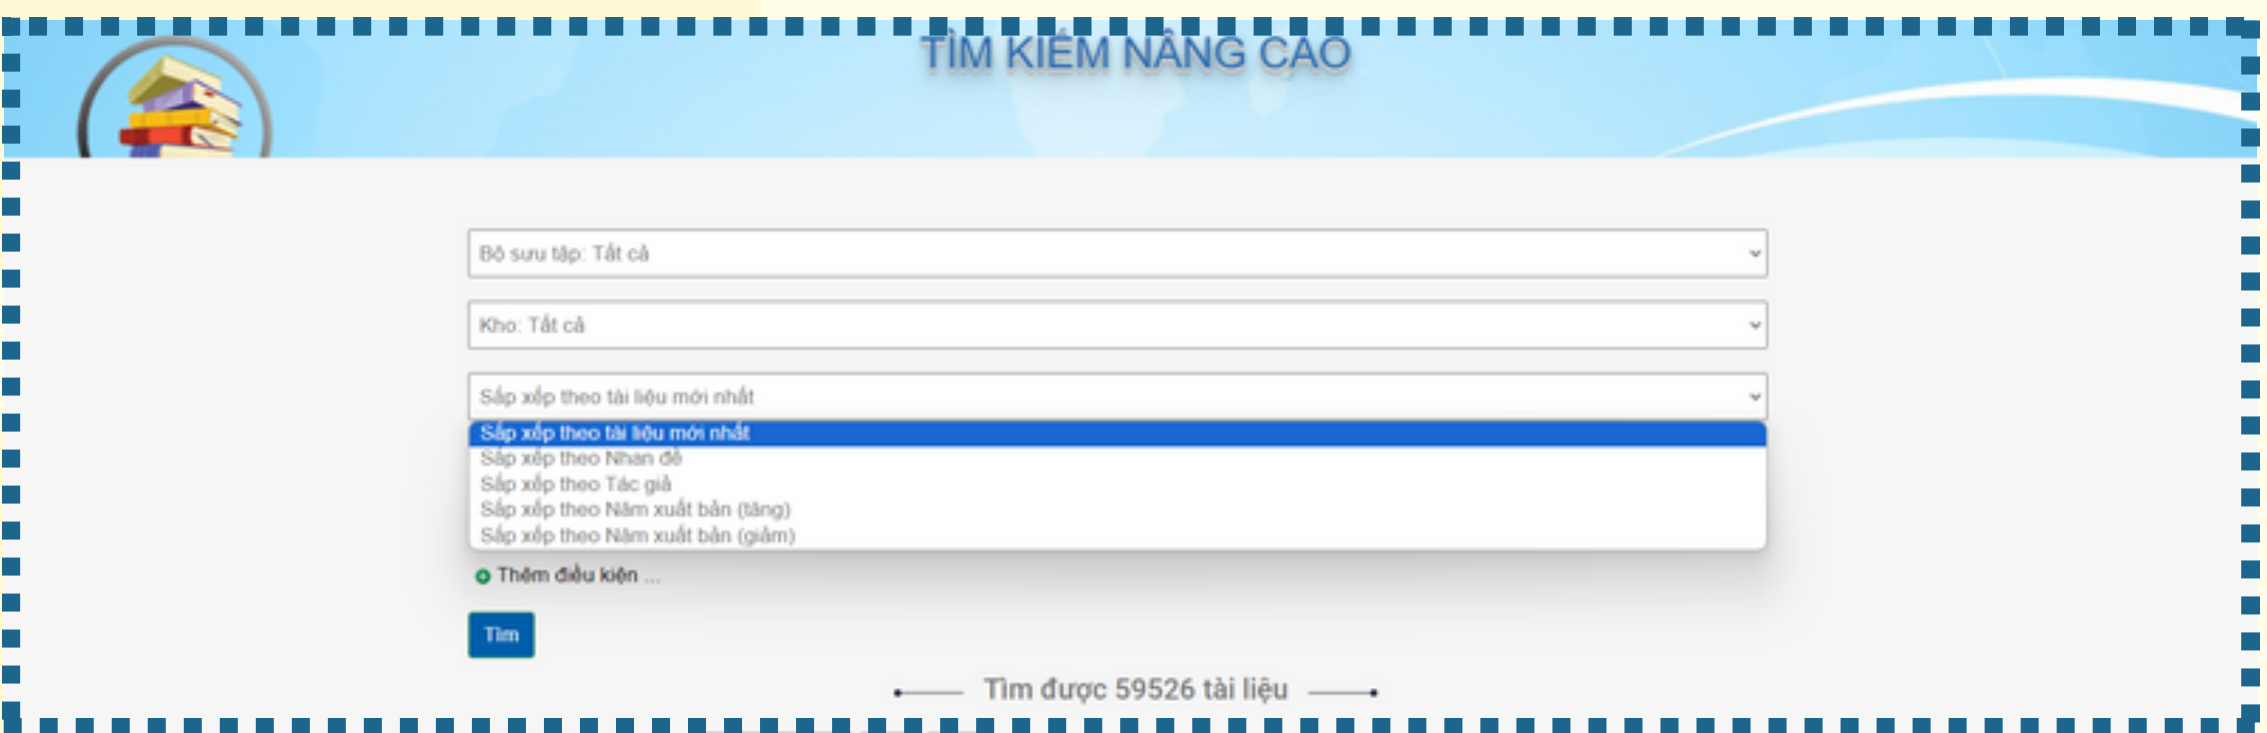 TÌM KIẾM NÂNG CAO
Bộ sưu tập: Tất cả
Kho: Tất cả
Sắp xếp theo tài liệu mới nhất
Sắp xếp theo tài liệu mới nhất
Sắp xếp theo Nhan đề
Sắp xếp theo Tác giả
Sắp xếp theo Năm xuất bản (tăng)
Sắp xếp theo Năm xuất bản (giảm)
Thêm điều kiện ...
Tìm
Tìm được 59526 tài liệu